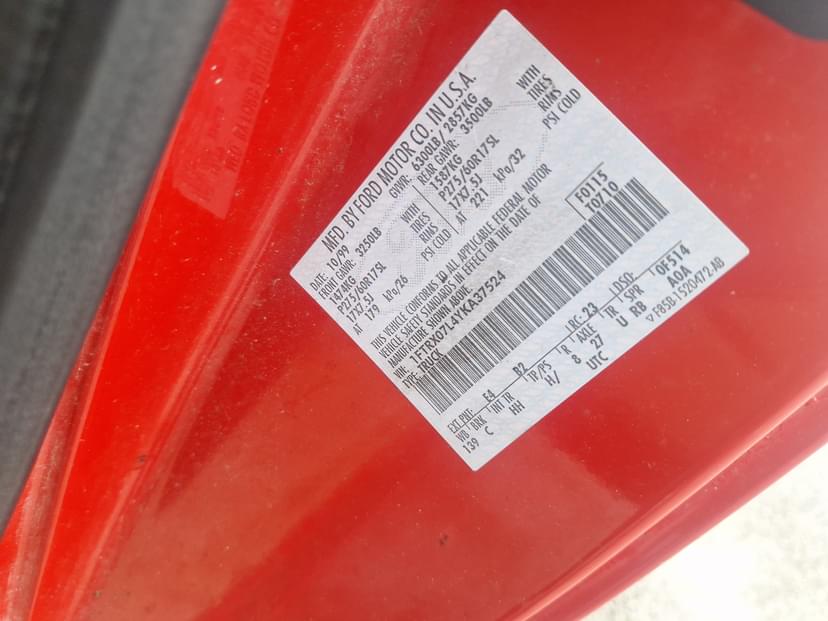 MFD. BY FORD MOTOR CO. IN U.S.A.
DATE: 10/99 GVWR: 6300LB/ 2857KG
FRONT GAWR: 3250LB REAR GAWR: 3500LB
1474KG WITH 1587KG WITH
P275/60R17SL TIRES P275/60R17SL TIRES
17X7.5J RIMS 17X7.5J RIMS
AT 179 kPa/26 PSI COLD AT 221 kPa/32 PSI COLD
THIS VEHICLE CONFORMS TO ALL APPLICABLE FEDERAL MOTOR
VEHICLE SAFETY STANDARDS IN EFFECT ON THE DATE OF
MANUFACTURE SHOWN ABOVE.
VIN: 1FTRX07L4YKA37524 F0115
TYPE: TRUCK T0710
EXT PNT: E4 B2 RC: 23 DSO: 0F514
WB BRK INT TR TP/PS R AXLE TR SPR
139 C HH H/ 8 27 U RB A0A
UTC ▽ F85B-1520472-AB